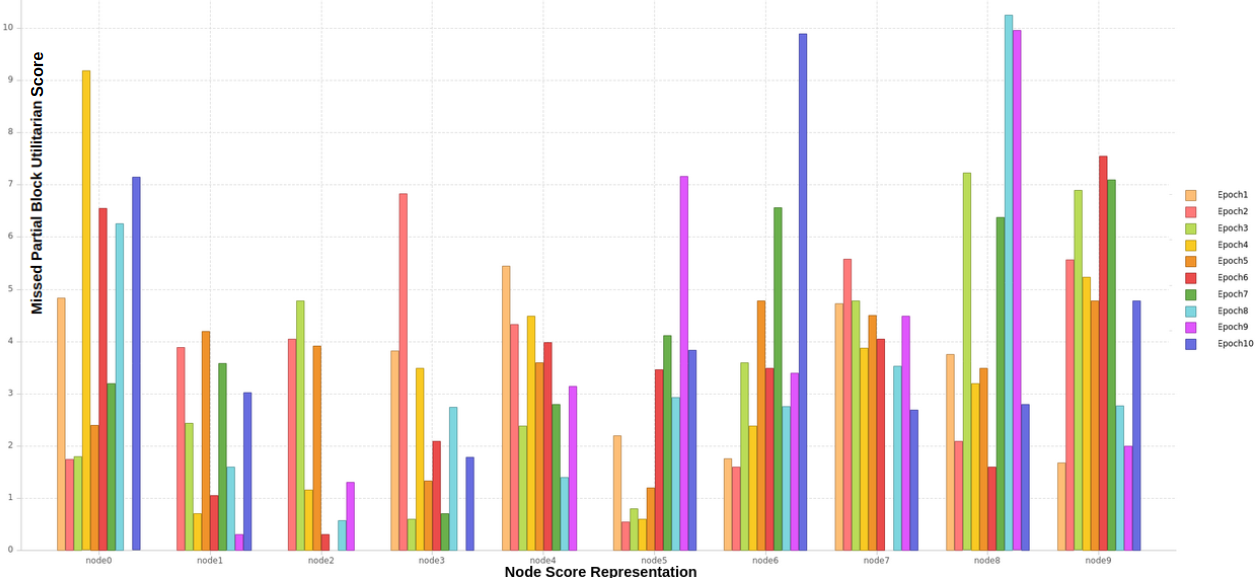 10
9
8
7
6
5
4
3
2
1
0
Missed Partial Block Utilitarian Score
node0
node1
node2
node3
node4
node5
node6
node7
node8
node9
Node Score Representation
Epoch1
Epoch2
Epoch3
Epoch4
Epoch5
Epoch6
Epoch7
Epoch8
Epoch9
Epoch10